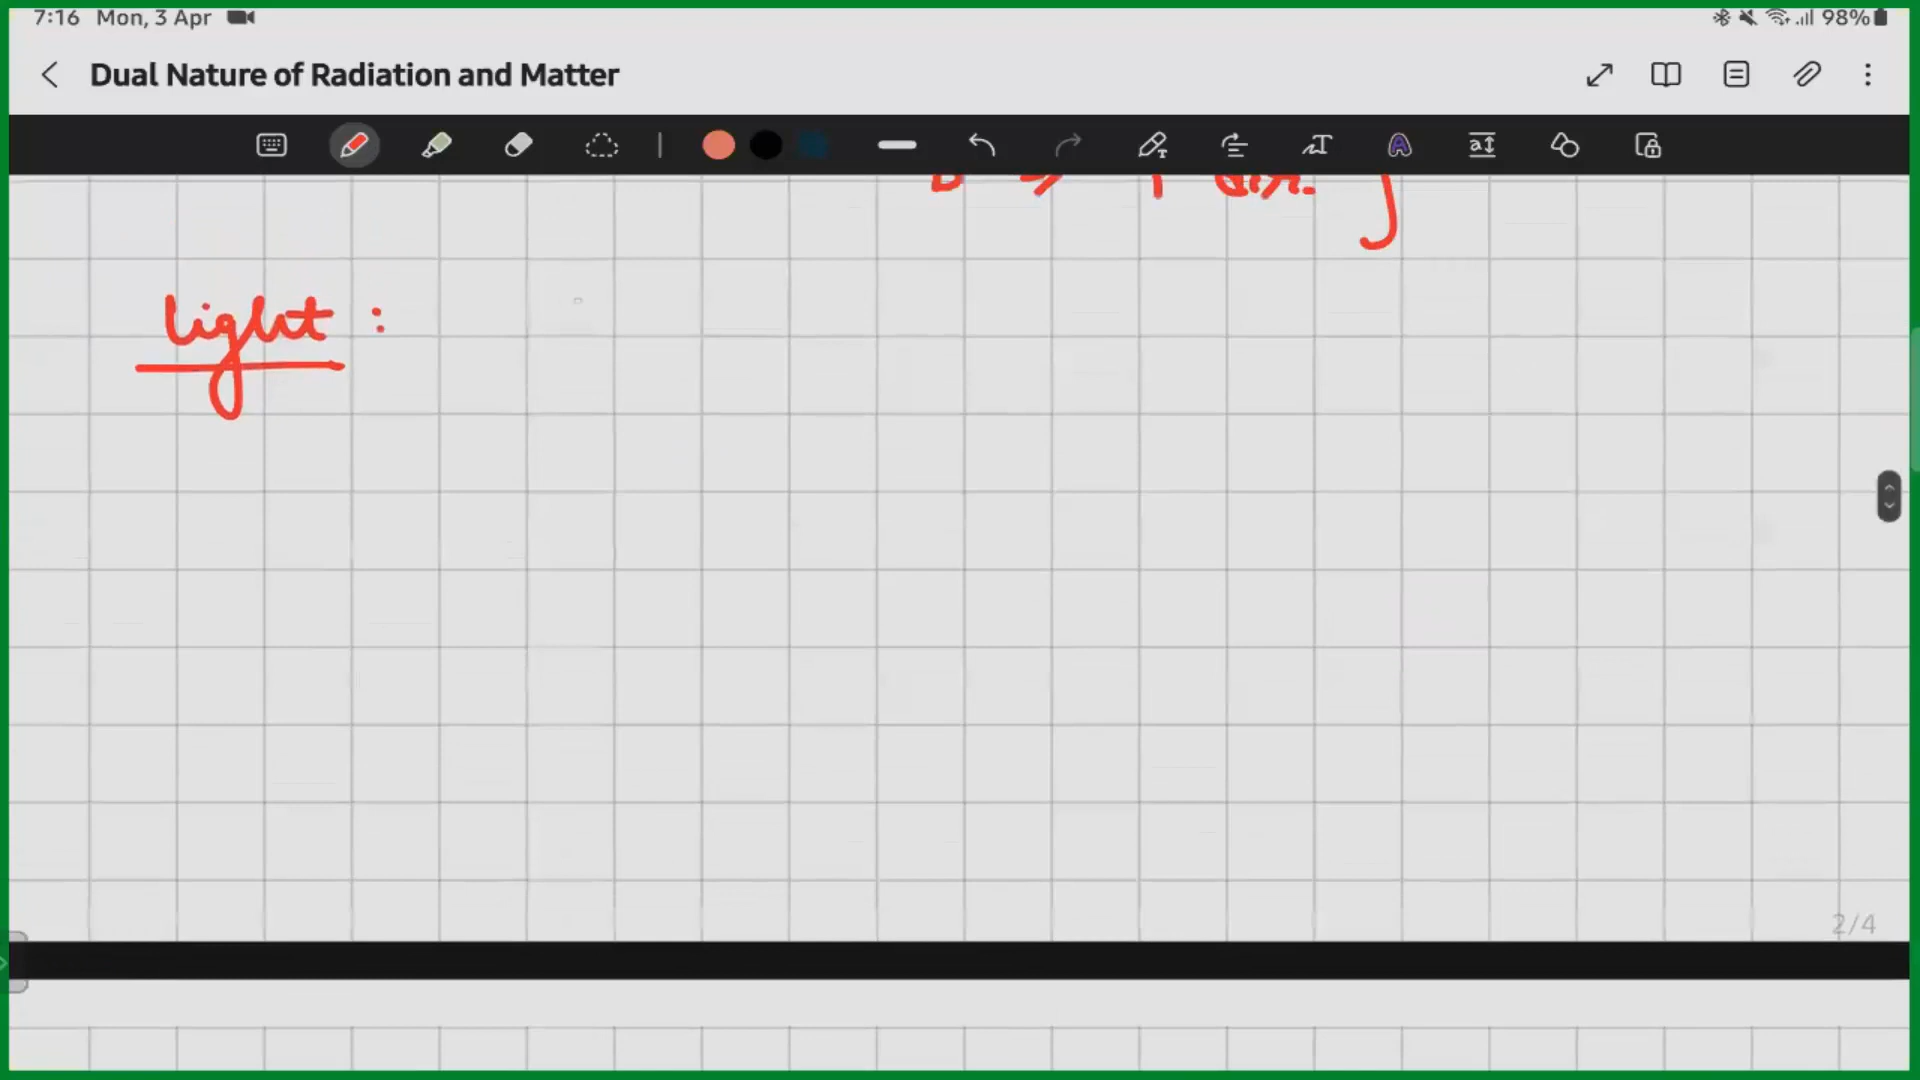 7:16 Mon, 3 Apr 98%
Dual Nature of Radiation and Matter
light :
2/4